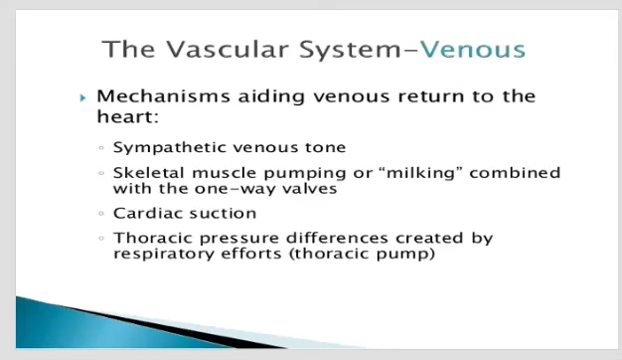 The Vascular System-Venous
Mechanisms aiding venous return to the
heart:
Sympathetic venous tone
Skeletal muscle pumping or “milking” combined
with the one-way valves
Cardiac suction
Thoracic pressure differences created by
respiratory efforts (thoracic pump)